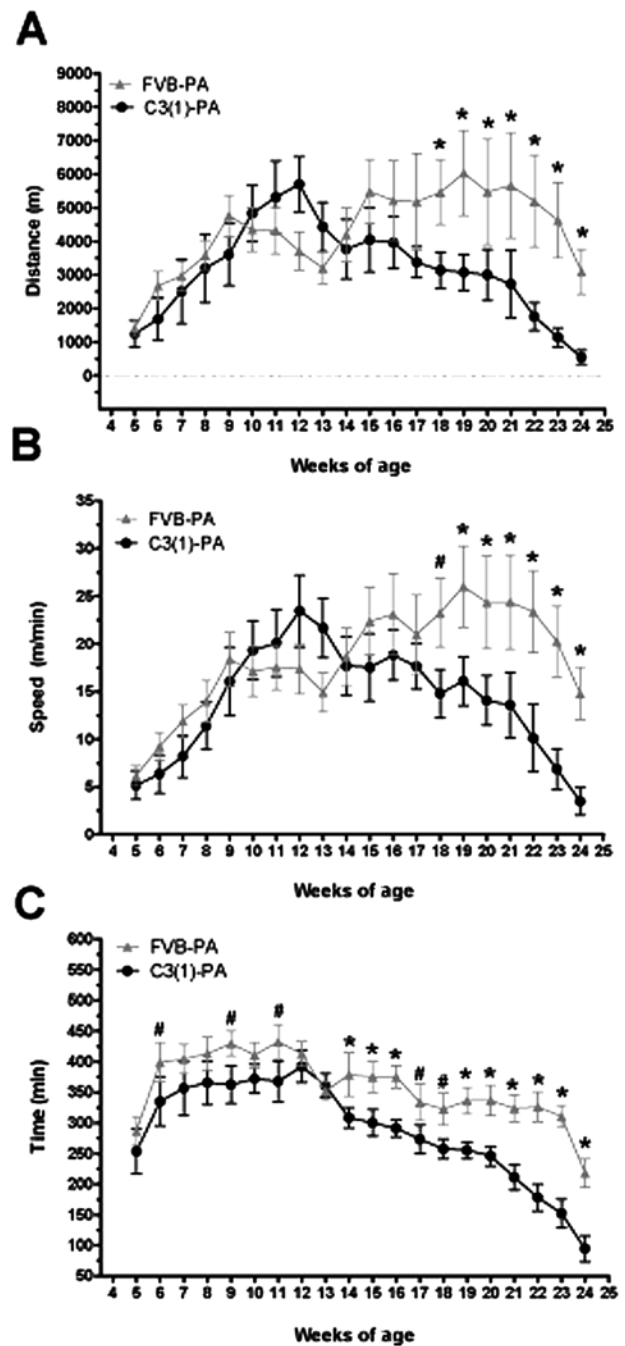 A
FVB-PA
C3(1)-PA
Distance (m)
9000
8000
7000
6000
5000
4000
3000
2000
1000
0
* * * * * * *
4 5 6 7 8 9 10 11 12 13 14 15 16 17 18 19 20 21 22 23 24 25
Weeks of age
B
FVB-PA
C3(1)-PA
Speed (m/min)
35
30
25
20
15
10
5
0
# * * * * * *
4 5 6 7 8 9 10 11 12 13 14 15 16 17 18 19 20 21 22 23 24 25
Weeks of age
C
FVB-PA
C3(1)-PA
Time (min)
600
550
500
450
400
350
300
250
200
150
100
50
# # # * * * # # * * * * * *
4 5 6 7 8 9 10 11 12 13 14 15 16 17 18 19 20 21 22 23 24 25
Weeks of age